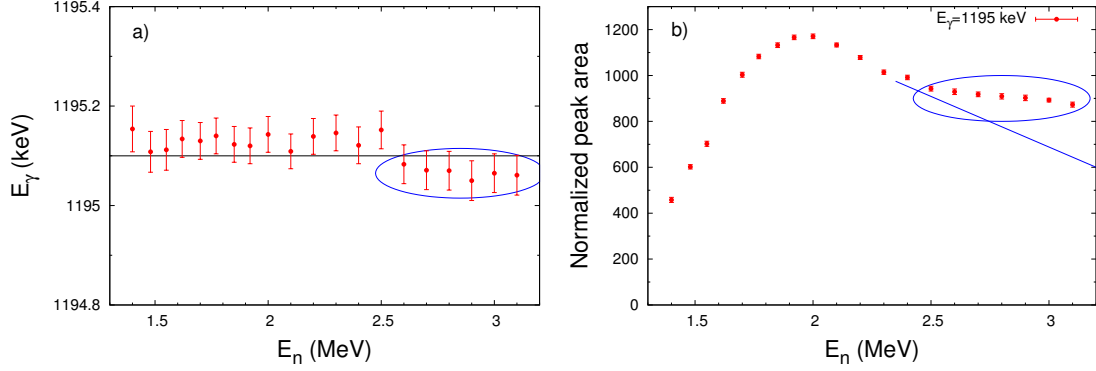 a)
1195.4
1195.2
1195
1194.8
E_γ (keV)
1.5
2
2.5
3
E_n (MeV)
b)
E_γ=1195 keV
1200
1000
800
600
400
200
0
Normalized peak area
1.5
2
2.5
3
E_n (MeV)